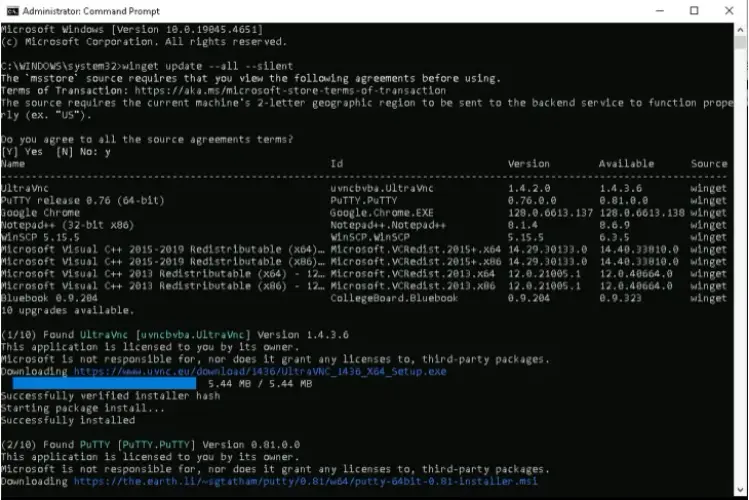 Administrator: Command Prompt
Microsoft Windows [Version 10.0.19045.4651]
(c) Microsoft Corporation. All rights reserved.
C:\WINDOWS\system32>winget update --all --silent
The `msstore` source requires that you view the following agreements before using.
Terms of Transaction: https://aka.ms/microsoft-store-terms-of-transaction
The source requires the current machine's 2-letter geographic region to be sent to the backend service to function prope
rly (ex. "US").
Do you agree to all the source agreements terms?
[Y] Yes [N] No: y
Name Id Version Available Source
UltraVnc uvncbvba.UltraVnc 1.4.2.0 1.4.3.6 winget
PuTTY release 0.76 (64-bit) PuTTY.PuTTY 0.76.0.0 0.81.0.0 winget
Google Chrome Google.Chrome.EXE 128.0.6613.137 128.0.6613.138 winget
Notepad++ (32-bit x86) Notepad++.Notepad++ 8.1.4 8.6.9 winget
WinSCP 5.15.5 WinSCP.WinSCP 5.15.5 6.3.5 winget
Microsoft Visual C++ 2015-2019 Redistributable (x64)… Microsoft.VCRedist.2015+.x64 14.29.30133.0 14.40.33810.0 winget
Microsoft Visual C++ 2015-2019 Redistributable (x86)… Microsoft.VCRedist.2015+.x86 14.29.30133.0 14.40.33810.0 winget
Microsoft Visual C++ 2013 Redistributable (x64) - 12… Microsoft.VCRedist.2013.x64 12.0.21005.1 12.0.40664.0 winget
Microsoft Visual C++ 2013 Redistributable (x86) - 12… Microsoft.VCRedist.2013.x86 12.0.21005.1 12.0.40664.0 winget
Bluebook 0.9.204 CollegeBoard.Bluebook 0.9.204 0.9.323 winget
10 upgrades available.
(1/10) Found UltraVnc [uvncbvba.UltraVnc] Version 1.4.3.6
This application is licensed to you by its owner.
Microsoft is not responsible for, nor does it grant any licenses to, third-party packages.
Downloading https://www.uvnc.eu/download/1436/UltraVNC_1436_X64_Setup.exe
5.44 MB / 5.44 MB
Successfully verified installer hash
Starting package install...
Successfully installed
(2/10) Found PuTTY [PuTTY.PuTTY] Version 0.81.0.0
This application is licensed to you by its owner.
Microsoft is not responsible for, nor does it grant any licenses to, third-party packages.
Downloading https://the.earth.li/~sgtatham/putty/0.81/w64/putty-64bit-0.81-installer.msi